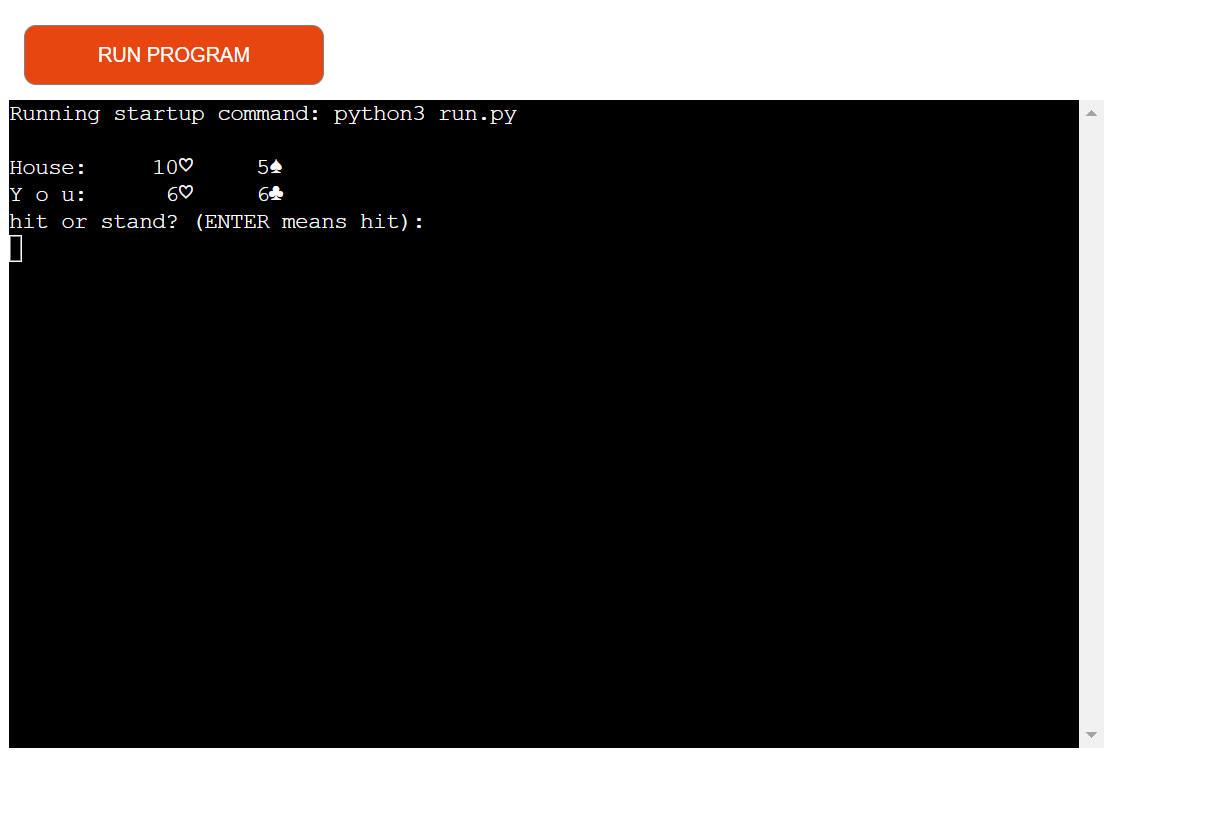 RUN PROGRAM
Running startup command: python3 run.py
House: 10♡ 5♠
Y o u: 6♡ 6♣
hit or stand? (ENTER means hit):